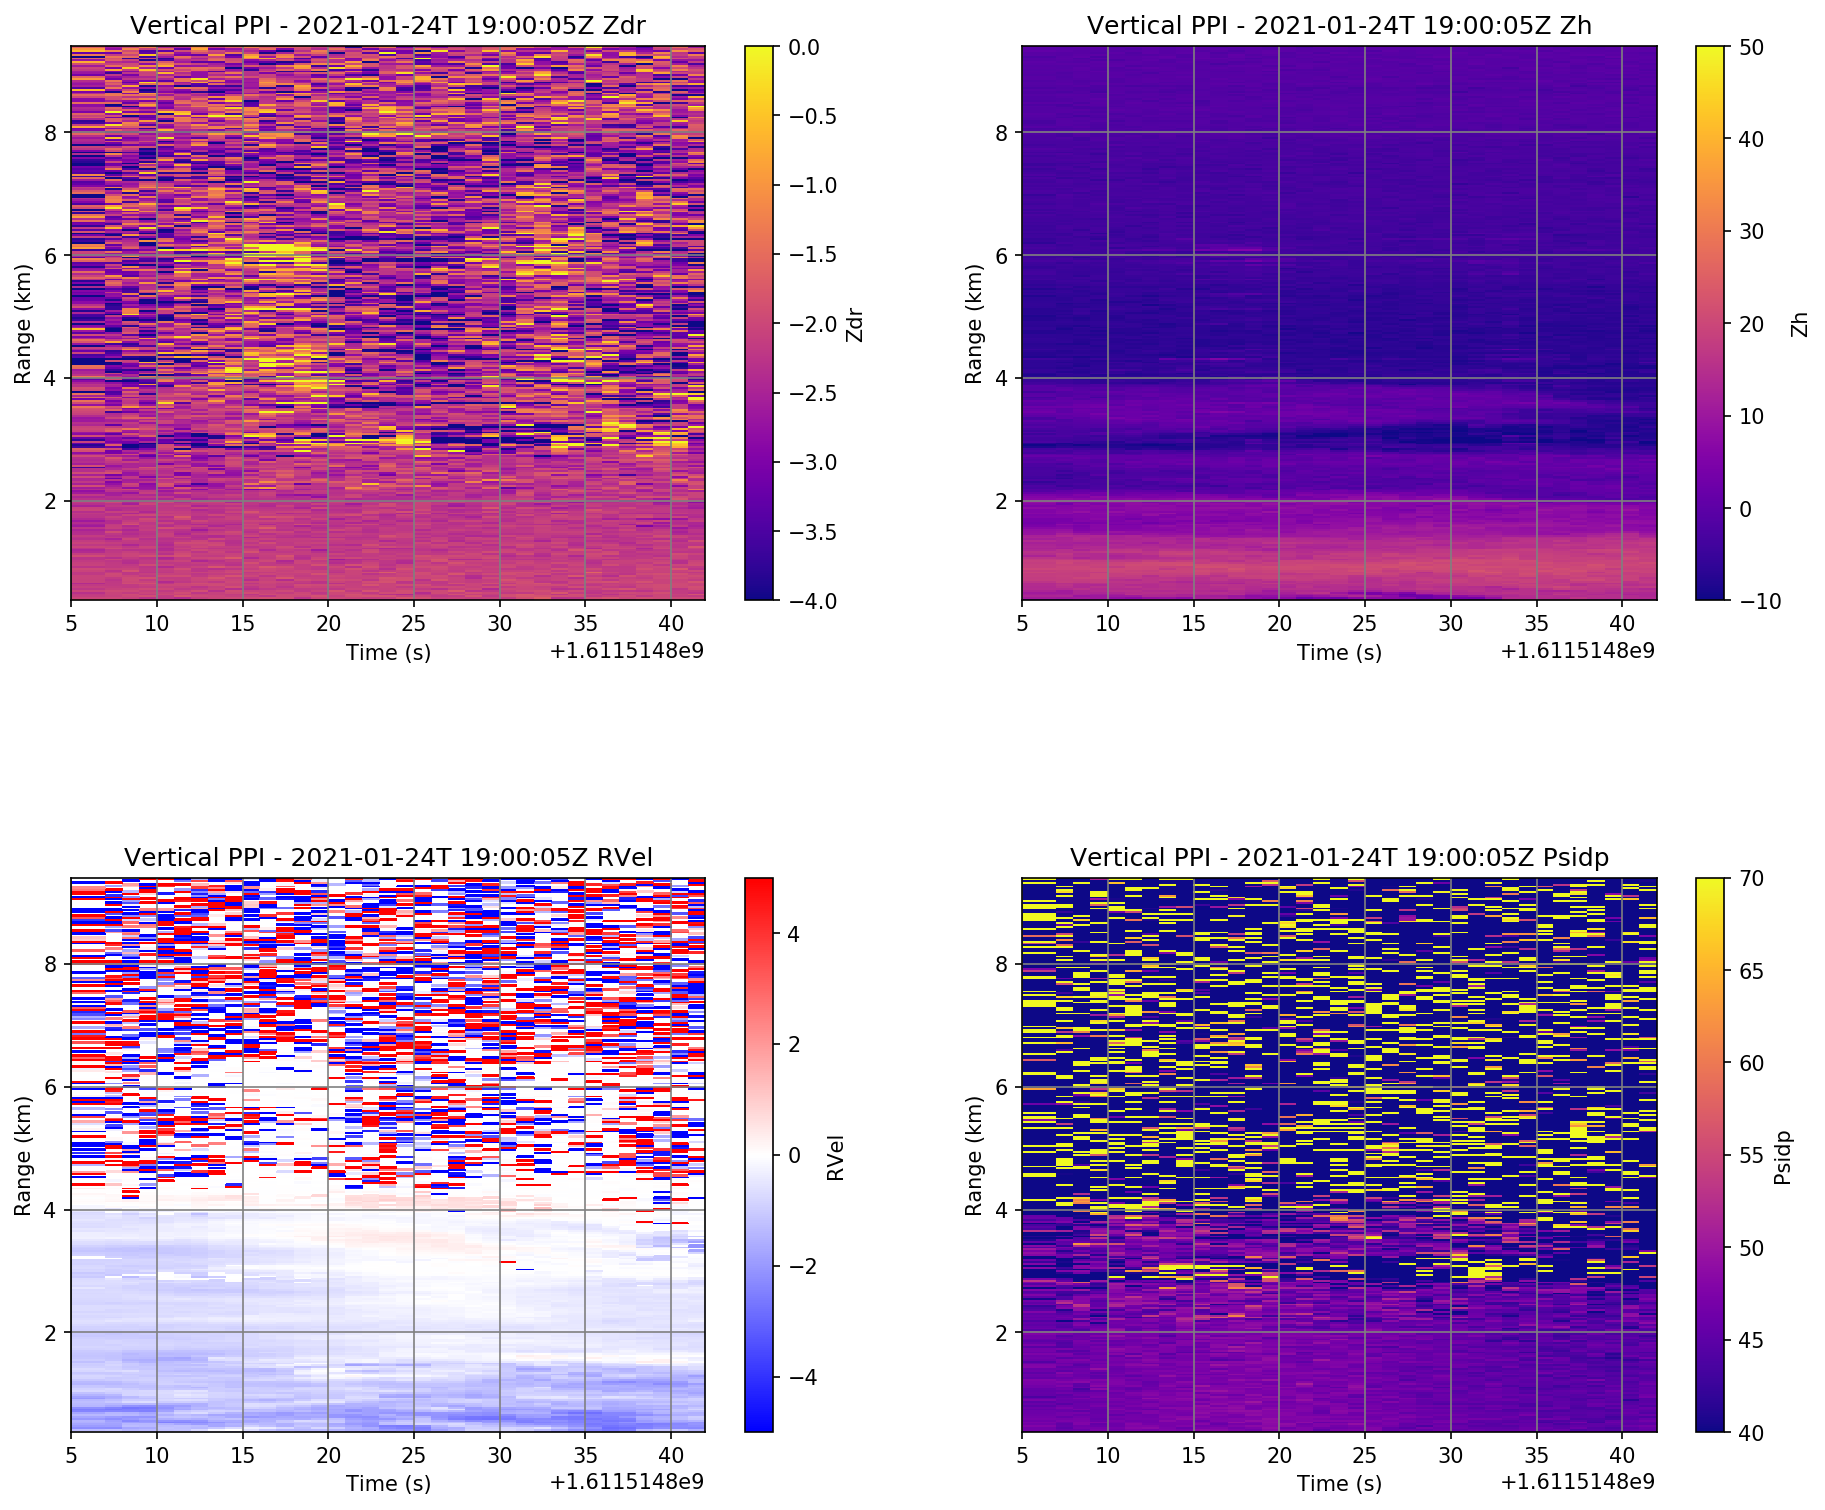 Vertical PPI - 2021-01-24T 19:00:05Z Zdr
Range (km)
8
6
4
2
5 10 15 20 25 30 35 40
Time (s)
+1.6115148e9
0.0
−0.5
−1.0
−1.5
−2.0
−2.5
−3.0
−3.5
−4.0
Zdr
Vertical PPI - 2021-01-24T 19:00:05Z Zh
Range (km)
8
6
4
2
5 10 15 20 25 30 35 40
Time (s)
+1.6115148e9
50
40
30
20
10
0
−10
Zh
Vertical PPI - 2021-01-24T 19:00:05Z RVel
Range (km)
8
6
4
2
5 10 15 20 25 30 35 40
Time (s)
+1.6115148e9
4
2
0
−2
−4
RVel
Vertical PPI - 2021-01-24T 19:00:05Z Psidp
Range (km)
8
6
4
2
5 10 15 20 25 30 35 40
Time (s)
+1.6115148e9
70
65
60
55
50
45
40
Psidp